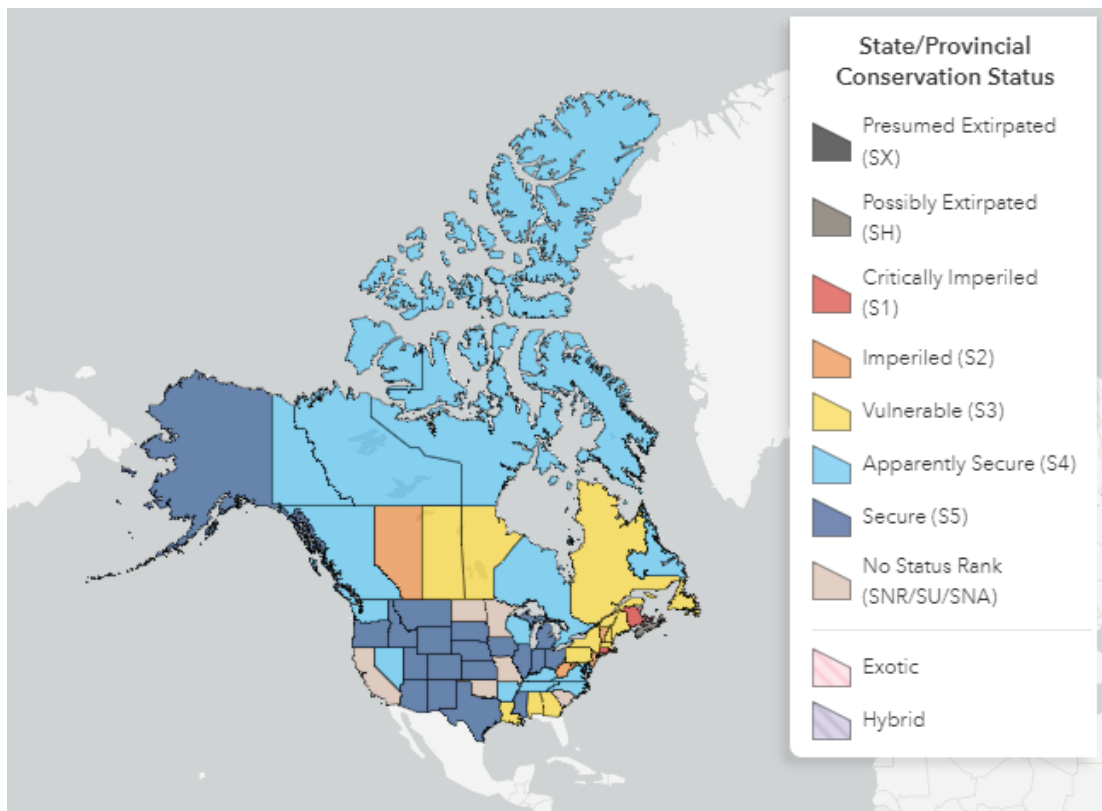 State/Provincial
Conservation Status
Presumed Extirpated
(SX)
Possibly Extirpated
(SH)
Critically Imperiled
(S1)
Imperiled (S2)
Vulnerable (S3)
Apparently Secure (S4)
Secure (S5)
No Status Rank
(SNR/SU/SNA)
Exotic
Hybrid